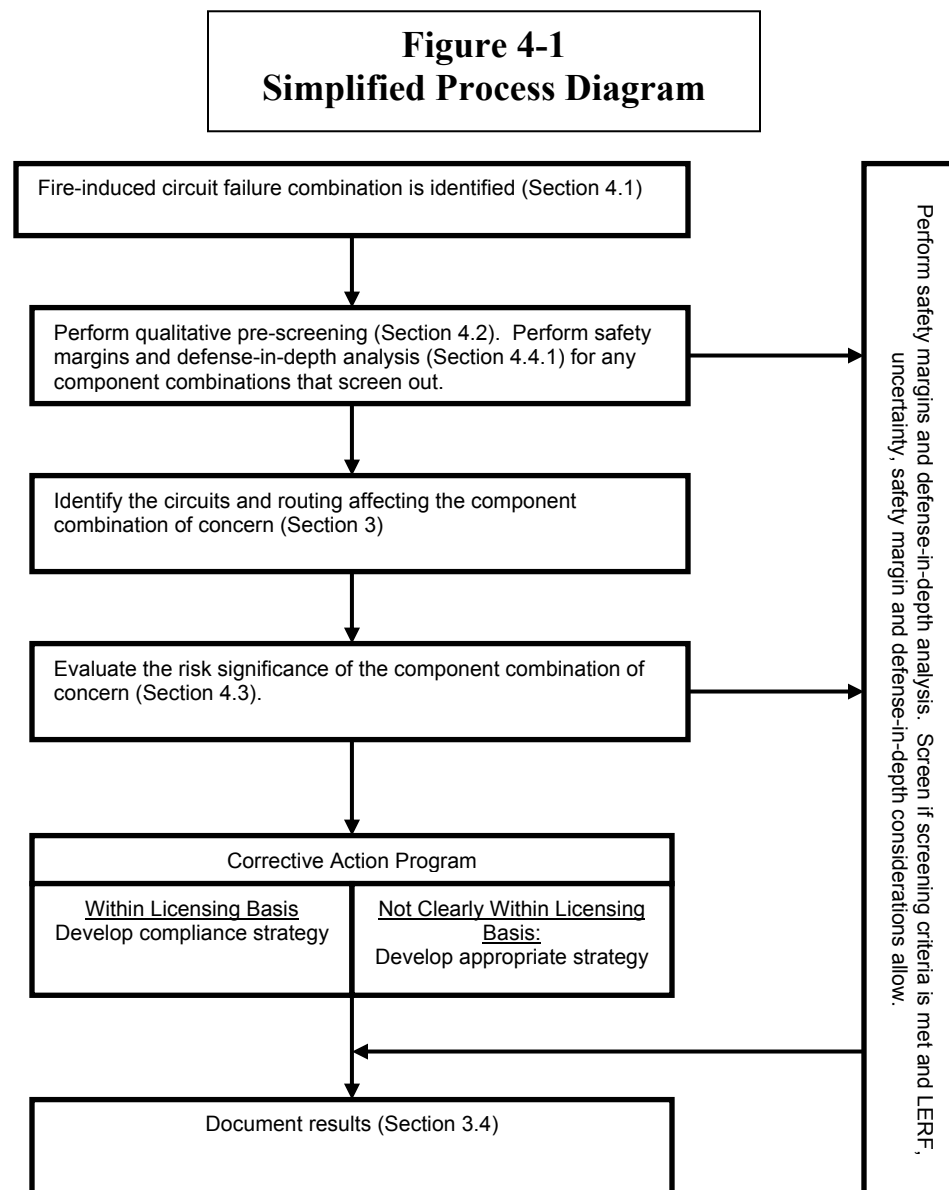 Figure 4-1
Simplified Process Diagram
Fire-induced circuit failure combination is identified (Section 4.1)
Perform qualitative pre-screening (Section 4.2).  Perform safety
margins and defense-in-depth analysis (Section 4.4.1) for any
component combinations that screen out.
Identify the circuits and routing affecting the component
combination of concern (Section 3)
Evaluate the risk significance of the component combination of
concern (Section 4.3).
Corrective Action Program
Within Licensing Basis
Develop compliance strategy
Not Clearly Within Licensing
Basis:
Develop appropriate strategy
Document results (Section 3.4)
Perform safety margins and defense-in-depth analysis.  Screen if screening criteria is met and LERF,
uncertainty, safety margin and defense-in-depth considerations allow.